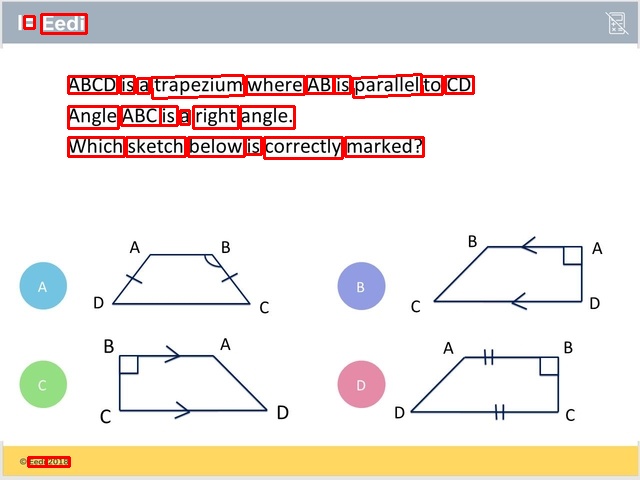 Eedi
ABCD is a trapezium where AB is parallel to CD
Angle ABC is a right angle.
Which sketch below is correctly marked?
A
A B
D C
B
B A
C D
C
B A
C D
D
A B
D C
© Eedi 2018